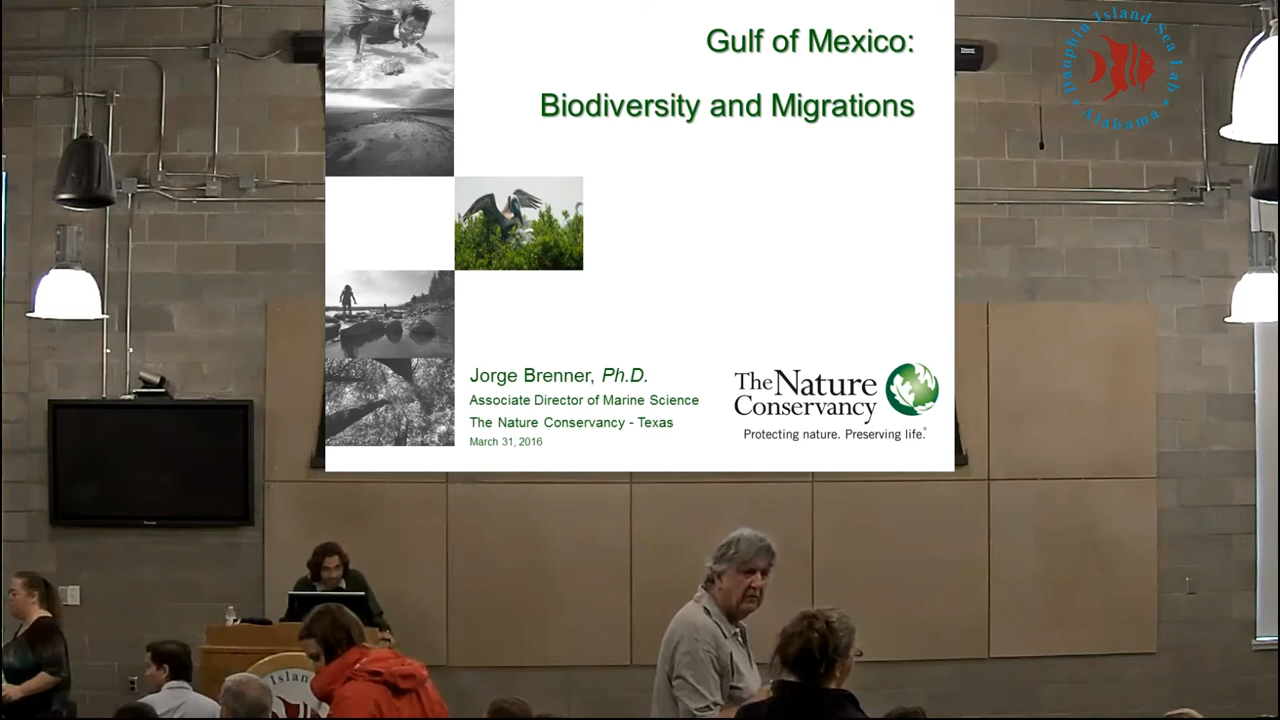 Gulf of Mexico:
Biodiversity and Migrations
Dauphin Island Sea Lab
Alabama
Jorge Brenner, Ph.D.
Associate Director of Marine Science
The Nature Conservancy - Texas
March 31, 2016
The Nature
Conservancy
Protecting nature. Preserving life.®
Islan